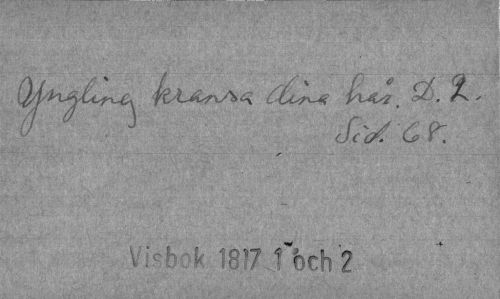 Yngling kransa dina hår. D. 2.
Sid. 68.
Visbok 1817 1 och 2